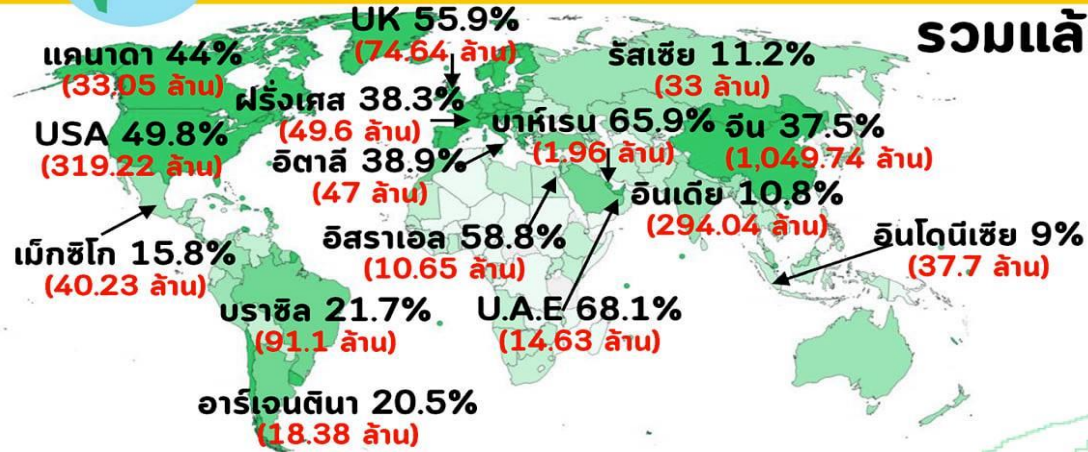 รวมแล้
UK 55.9%
(74.64 ล้าน)
แคนาดา 44%
(33.05 ล้าน)
รัสเซีย 11.2%
(33 ล้าน)
ฝรั่งเศส 38.3%
(49.6 ล้าน)
USA 49.8%
(319.22 ล้าน)
บาห์เรน 65.9%
(1.96 ล้าน)
จีน 37.5%
(1,049.74 ล้าน)
อิตาลี 38.9%
(47 ล้าน)
อินเดีย 10.8%
(294.04 ล้าน)
เม็กซิโก 15.8%
(40.23 ล้าน)
อิสราเอล 58.8%
(10.65 ล้าน)
อินโดนีเซีย 9%
(37.7 ล้าน)
บราซิล 21.7%
(91.1 ล้าน)
U.A.E 68.1%
(14.63 ล้าน)
อาร์เจนตินา 20.5%
(18.38 ล้าน)